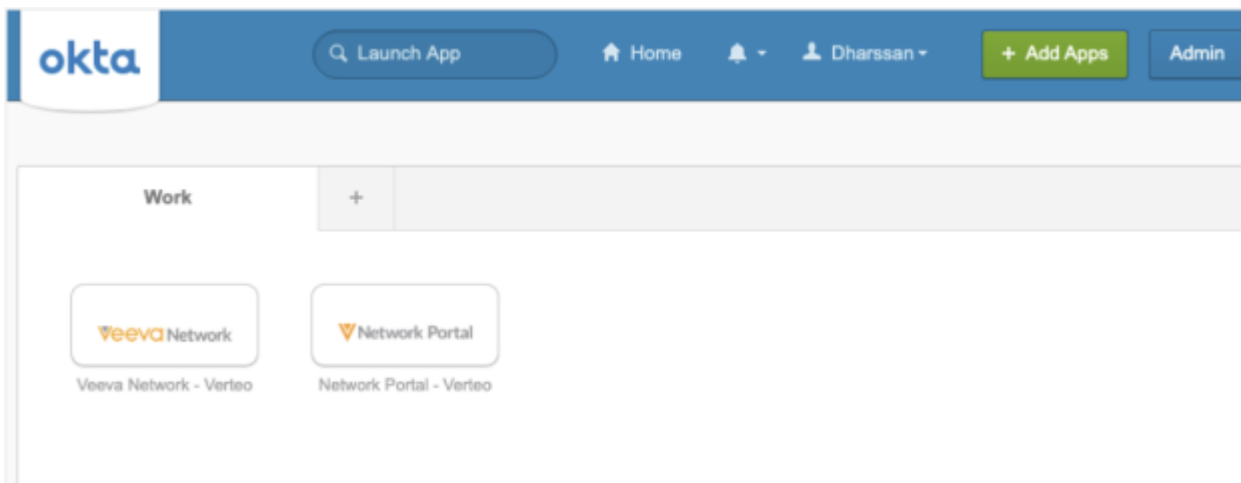 okta
Launch App
Home
Dharssan
+ Add Apps
Admin
Work
+
Veeva Network
Network Portal
Veeva Network - Verteo
Network Portal - Verteo